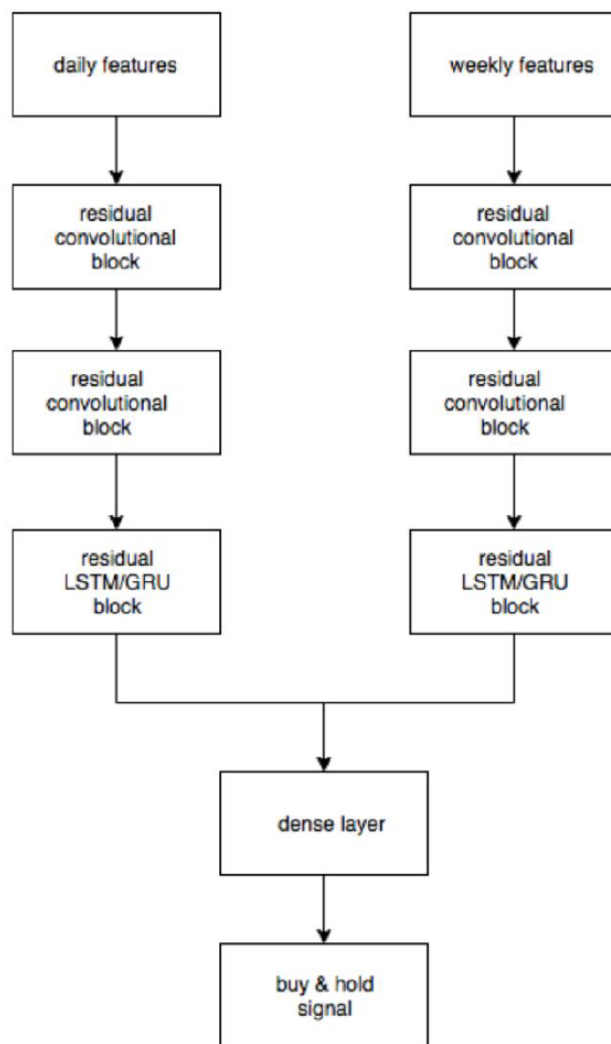 daily features
weekly features
residual
convolutional
block
residual
convolutional
block
residual
convolutional
block
residual
convolutional
block
residual
LSTM/GRU
block
residual
LSTM/GRU
block
dense layer
buy & hold
signal